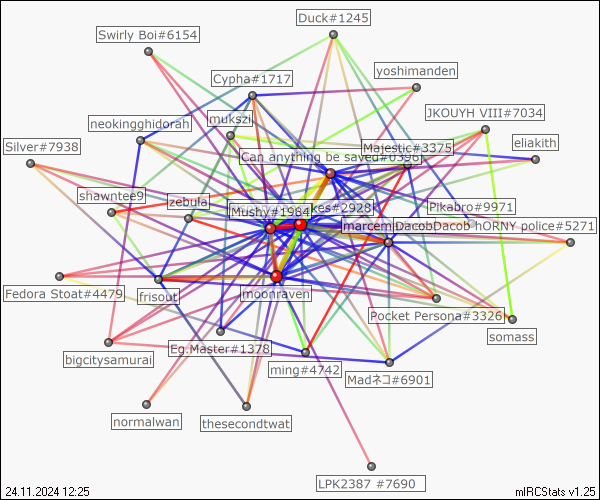 Duck#1245
Swirly Boi#6154
Cypha#1717
yoshimanden
mukszi
JKOUYH VIII#7034
neokingghidorah
Majestic#3375
eliakith
Silver#7938
Can anything be saved#0396
shawntee9
zebula
Pikabro#9971
Mushy#1984
kes#2928
marcem
DacobDacob hORNY police#5271
Fedora Stoat#4479
frisout
moonraven
Pocket Persona#3326
somass
bigcitysamurai
Eg.Master#1378
ming#4742
Madネコ#6901
normalwan
thesecondtwat
LPK2387 #7690
24.11.2024 12:25
mIRCStats v1.25